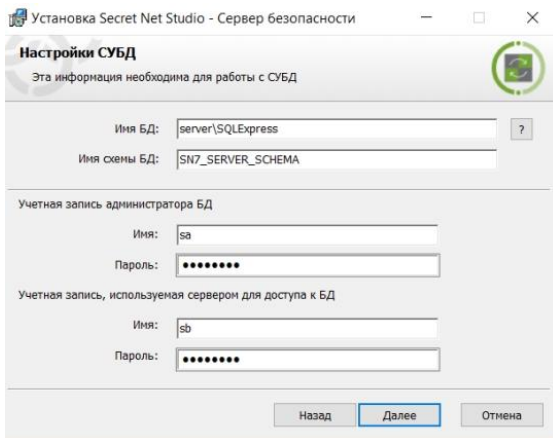 Установка Secret Net Studio - Сервер безопасности
Настройки СУБД
Эта информация необходима для работы с СУБД
Имя БД: server\SQLExpress ?
Имя схемы БД: SN7_SERVER_SCHEMA
Учетная запись администратора БД
Имя: sa
Пароль: ●●●●●●●●
Учетная запись, используемая сервером для доступа к БД
Имя: sb
Пароль: ●●●●●●●●
Назад Далее Отмена